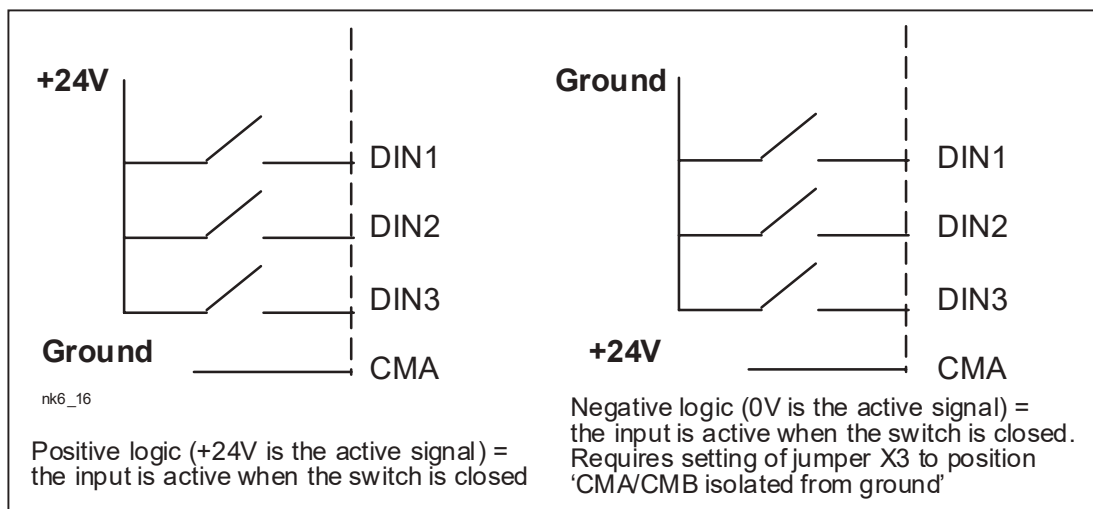 +24V
DIN1
DIN2
DIN3
Ground
CMA
nk6_16
Positive logic (+24V is the active signal) =
the input is active when the switch is closed
Ground
DIN1
DIN2
DIN3
+24V
CMA
Negative logic (0V is the active signal) =
the input is active when the switch is closed.
Requires setting of jumper X3 to position
‘CMA/CMB isolated from ground’